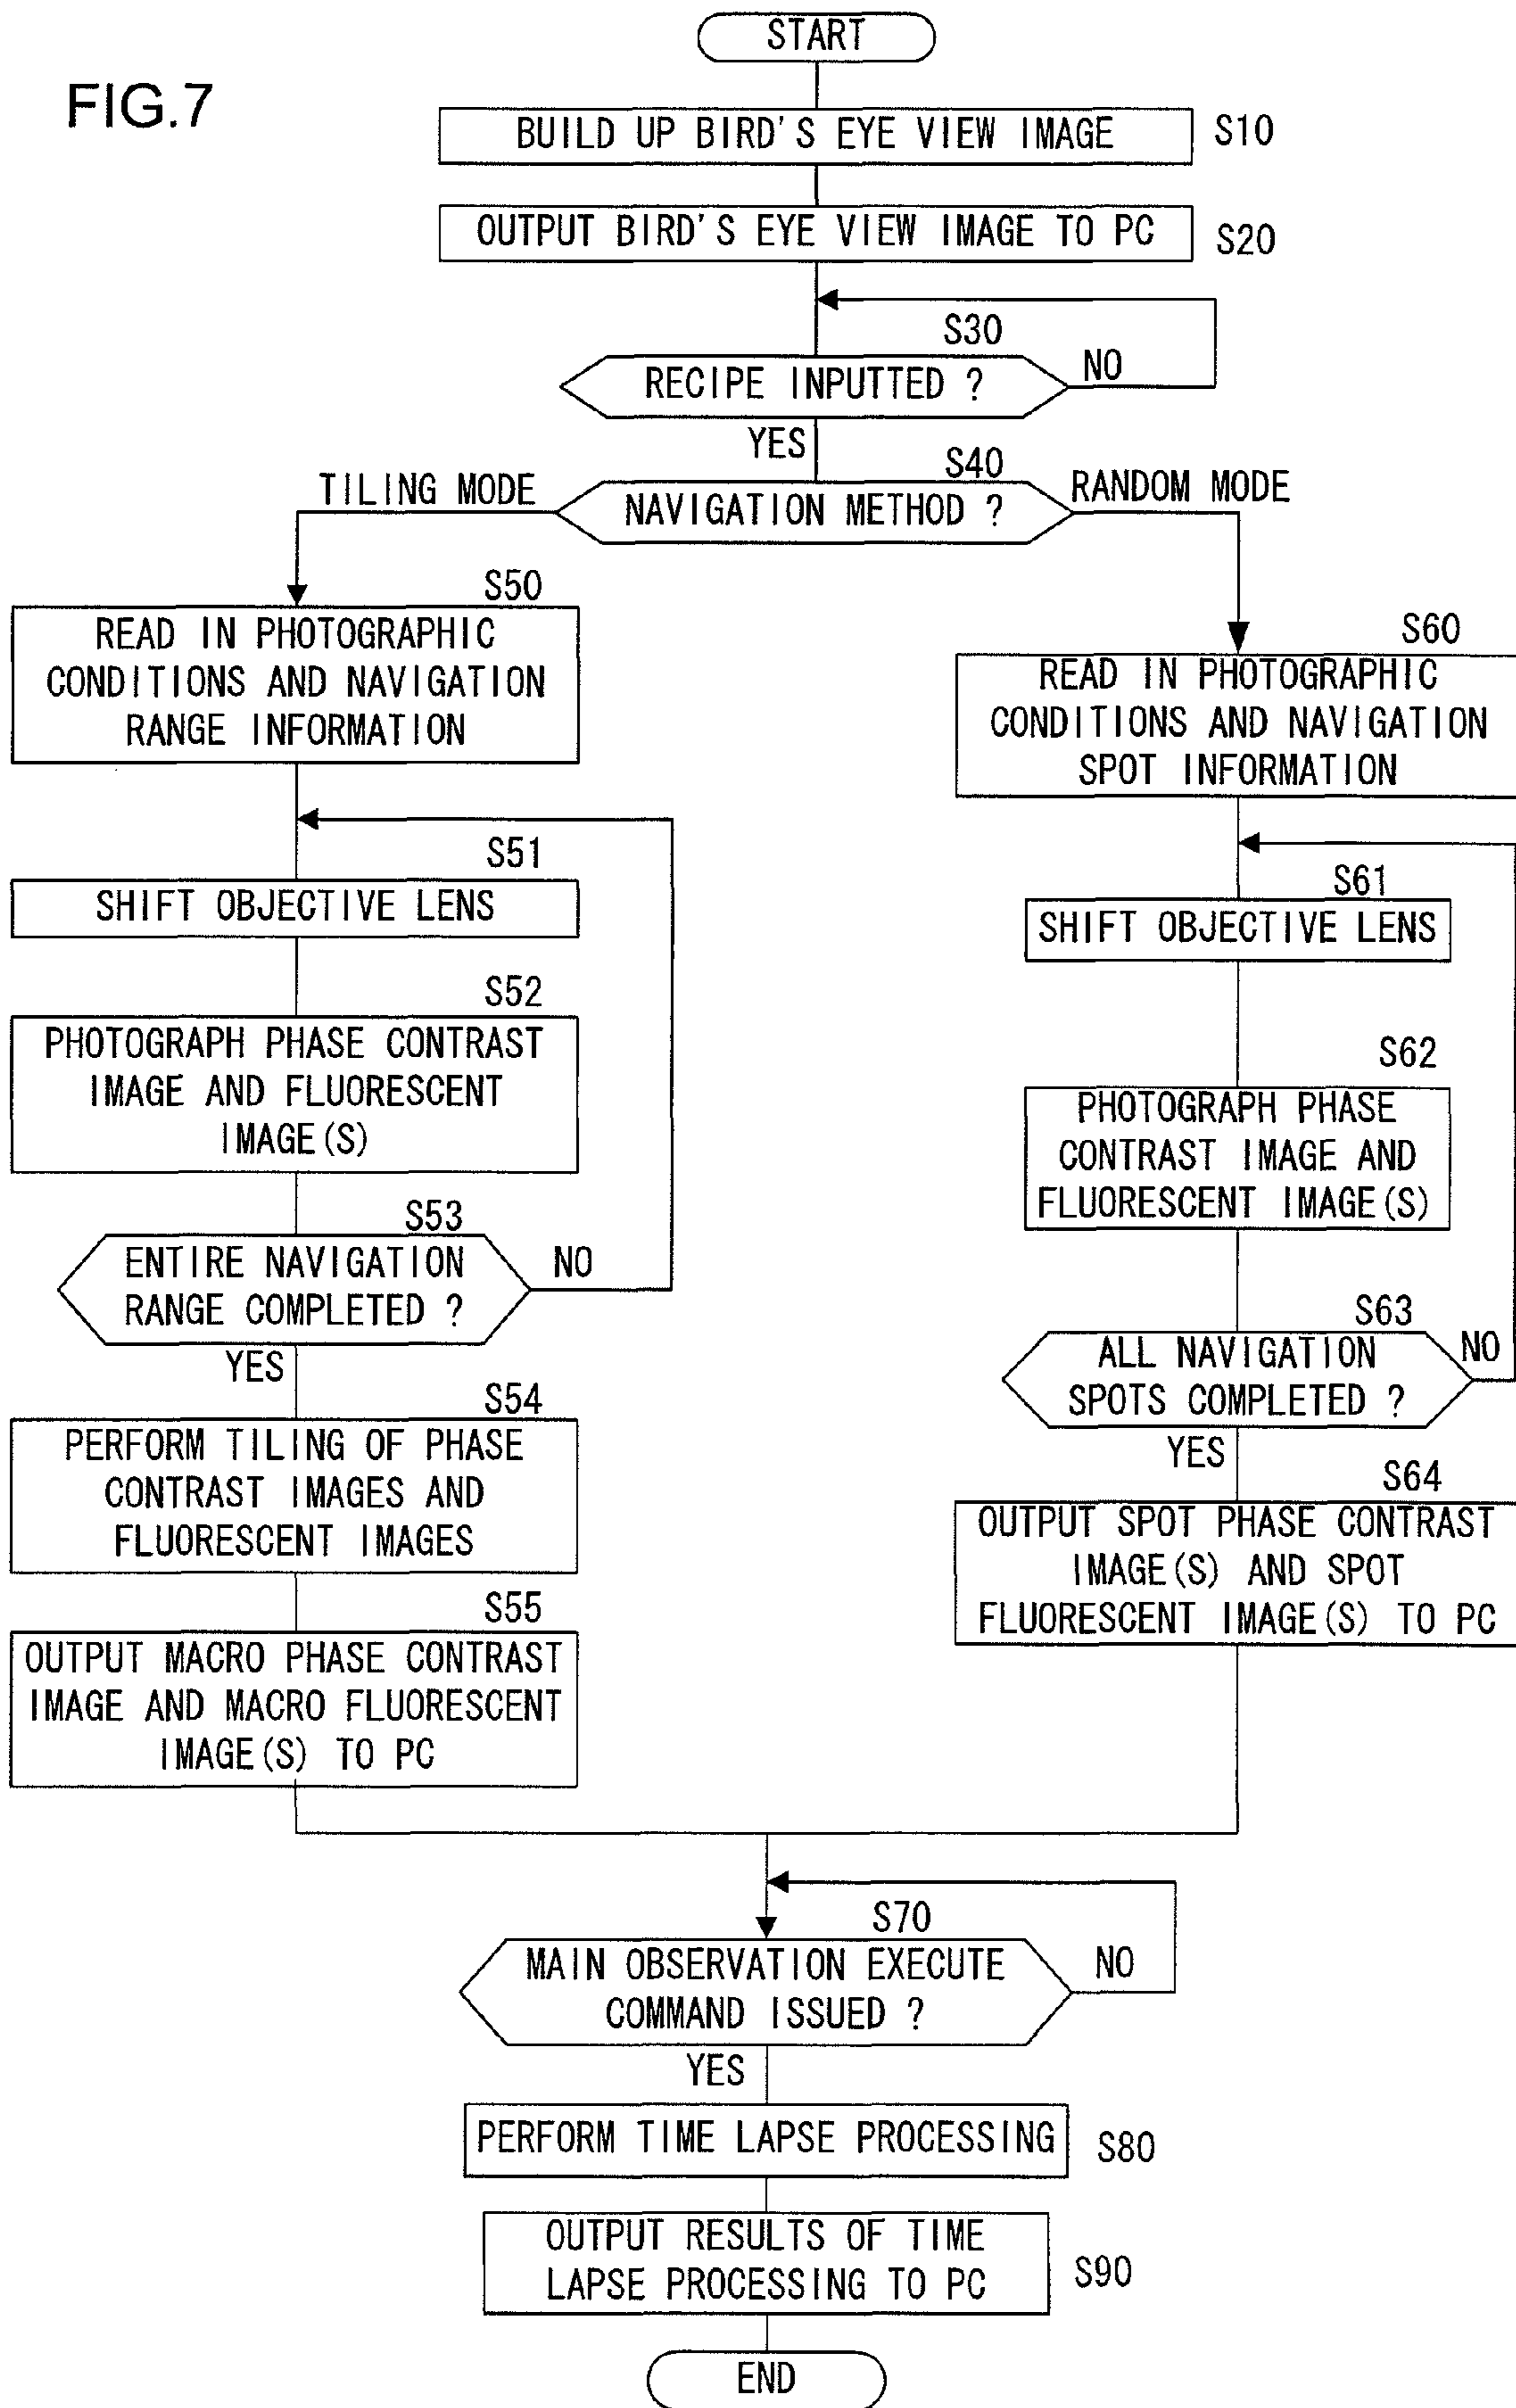 FIG.7
START
BUILD UP BIRD'S EYE VIEW IMAGE
S10
OUTPUT BIRD'S EYE VIEW IMAGE TO PC
S20
S30
RECIPE INPUTTED ?
NO
YES
S40
TILING MODE
NAVIGATION METHOD ?
RANDOM MODE
S50
READ IN PHOTOGRAPHIC
CONDITIONS AND NAVIGATION
RANGE INFORMATION
S51
SHIFT OBJECTIVE LENS
S52
PHOTOGRAPH PHASE CONTRAST
IMAGE AND FLUORESCENT
IMAGE(S)
S53
ENTIRE NAVIGATION
RANGE COMPLETED ?
NO
YES
S54
PERFORM TILING OF PHASE
CONTRAST IMAGES AND
FLUORESCENT IMAGES
S55
OUTPUT MACRO PHASE CONTRAST
IMAGE AND MACRO FLUORESCENT
IMAGE(S) TO PC
S60
READ IN PHOTOGRAPHIC
CONDITIONS AND NAVIGATION
SPOT INFORMATION
S61
SHIFT OBJECTIVE LENS
S62
PHOTOGRAPH PHASE
CONTRAST IMAGE AND
FLUORESCENT IMAGE(S)
S63
ALL NAVIGATION
SPOTS COMPLETED ?
NO
YES
S64
OUTPUT SPOT PHASE CONTRAST
IMAGE(S) AND SPOT
FLUORESCENT IMAGE(S) TO PC
S70
MAIN OBSERVATION EXECUTE
COMMAND ISSUED ?
NO
YES
PERFORM TIME LAPSE PROCESSING
S80
OUTPUT RESULTS OF TIME
LAPSE PROCESSING TO PC
S90
END